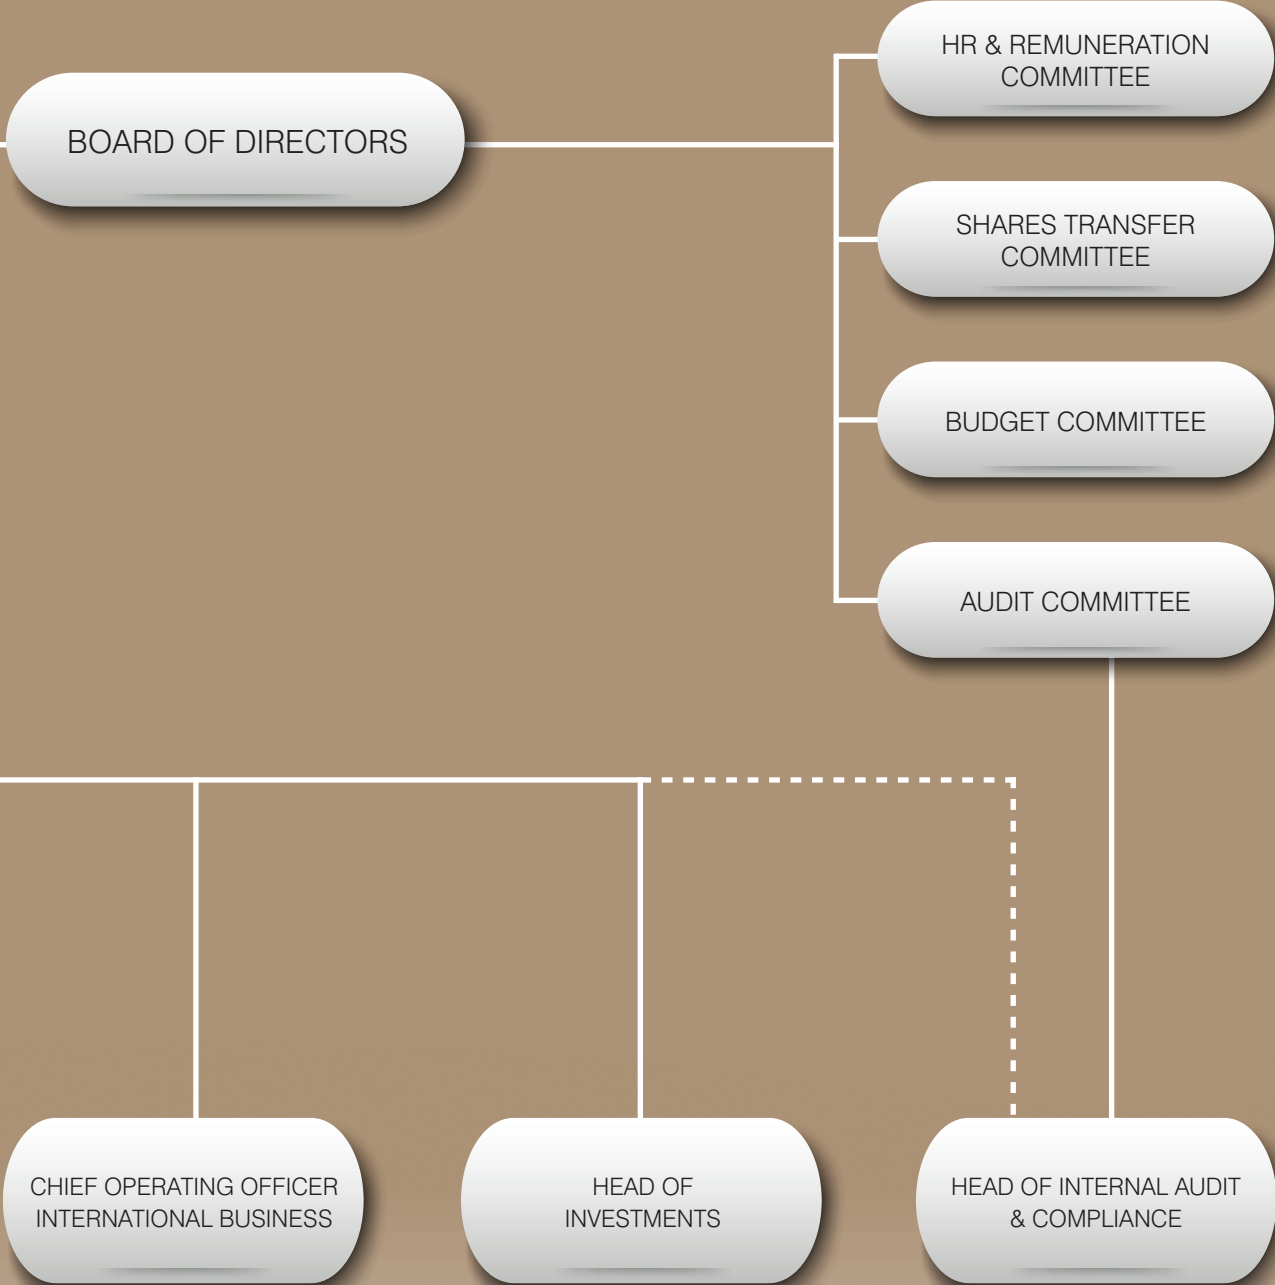 HR & REMUNERATION
COMMITTEE
BOARD OF DIRECTORS
SHARES TRANSFER
COMMITTEE
BUDGET COMMITTEE
AUDIT COMMITTEE
CHIEF OPERATING OFFICER
INTERNATIONAL BUSINESS
HEAD OF
INVESTMENTS
HEAD OF INTERNAL AUDIT
& COMPLIANCE